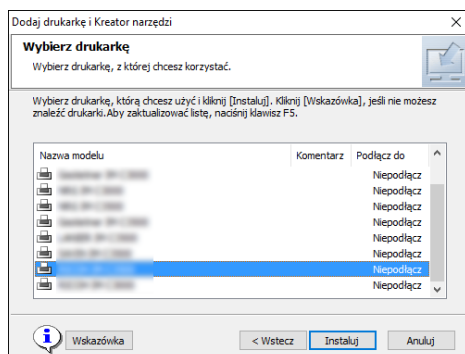 Dodaj drukarkę i Kreator narzędzi
Wybierz drukarkę
Wybierz drukarkę, z której chcesz korzystać.
Wybierz drukarkę, którą chcesz użyć i kliknij [Instaluj]. Kliknij [Wskazówka], jeśli nie możesz
znaleźć drukarki.Aby zaktualizować listę, naciśnij klawisz F5.
Nazwa modelu Komentarz Podłącz do
Niepodłącz
Niepodłącz
Niepodłącz
Niepodłącz
Niepodłącz
Niepodłącz
Niepodłącz
Niepodłącz
Wskazówka < Wstecz Instaluj Anuluj